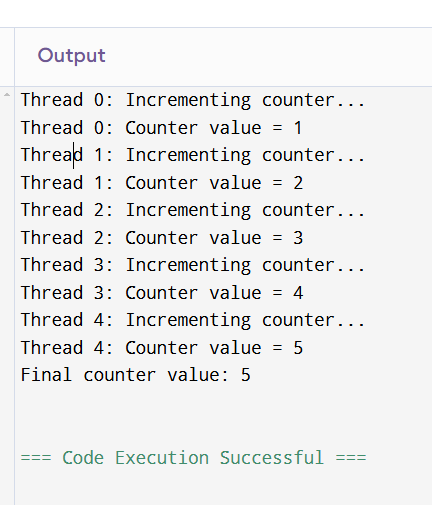 Output
Thread 0: Incrementing counter...
Thread 0: Counter value = 1
Thread 1: Incrementing counter...
Thread 1: Counter value = 2
Thread 2: Incrementing counter...
Thread 2: Counter value = 3
Thread 3: Incrementing counter...
Thread 3: Counter value = 4
Thread 4: Incrementing counter...
Thread 4: Counter value = 5
Final counter value: 5
=== Code Execution Successful ===